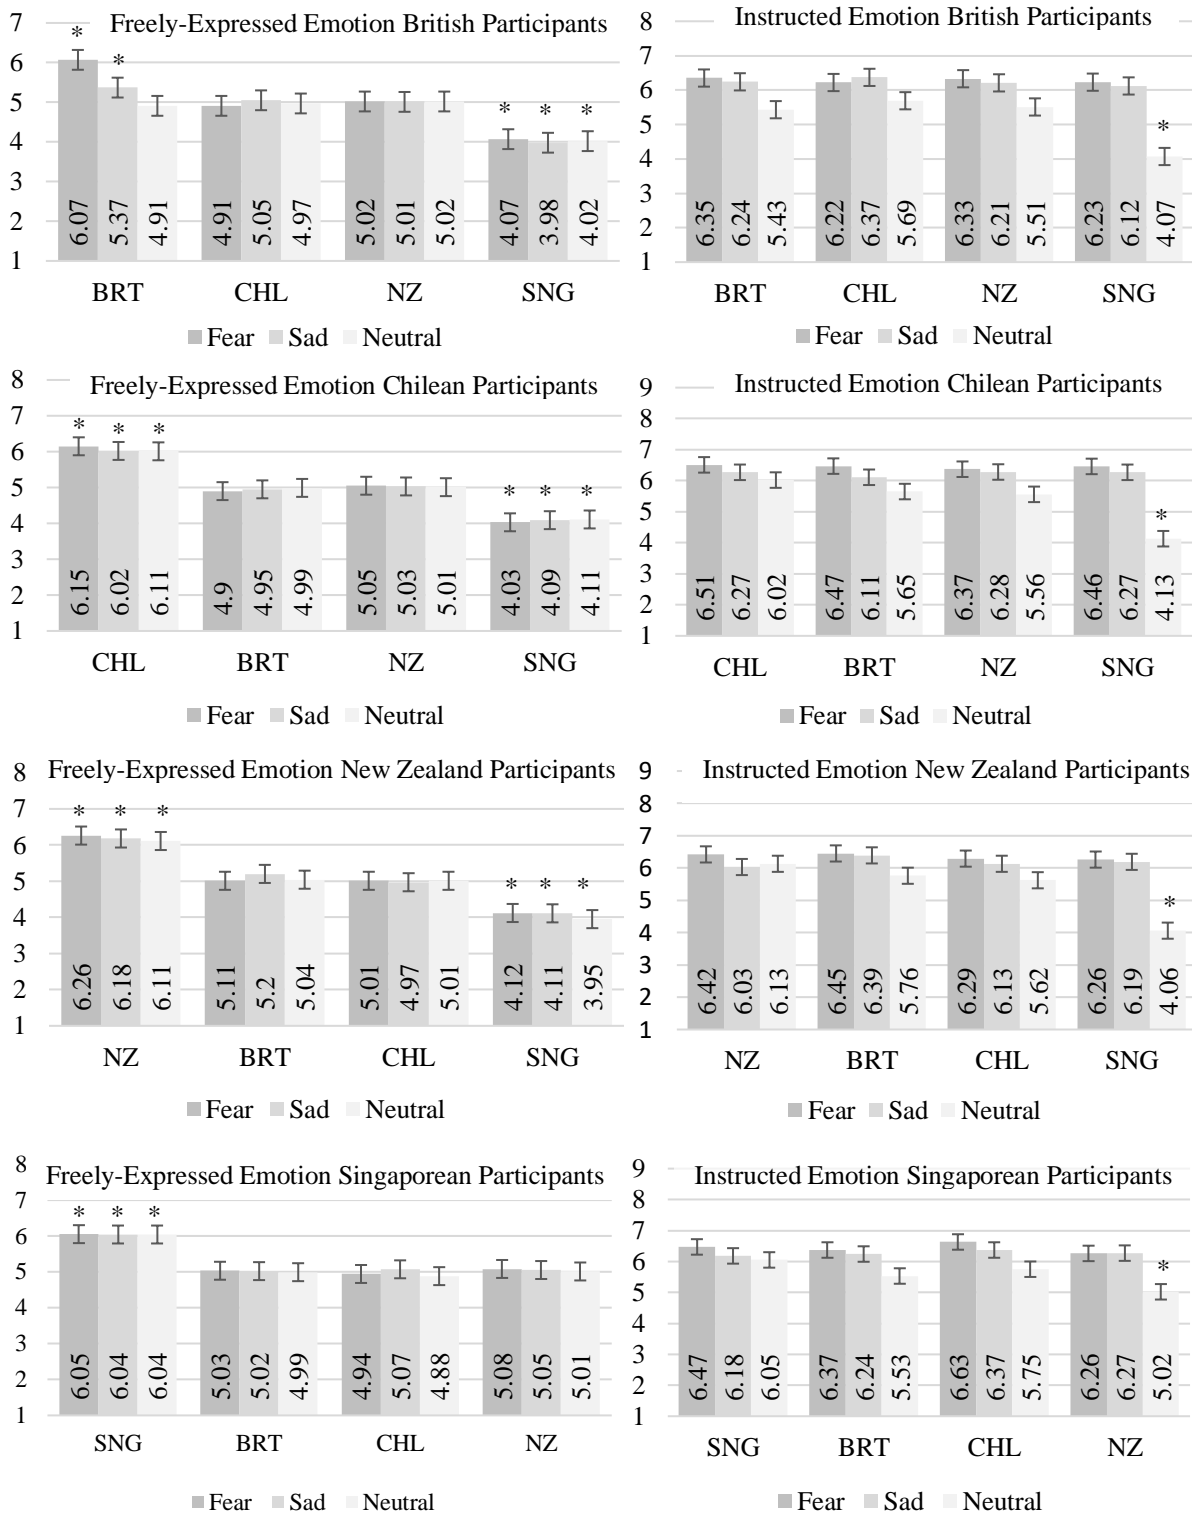 Freely-Expressed Emotion British Participants
7
6
5
4
3
2
1
* * * * *
6.07 5.37 4.91 4.91 5.05 4.97 5.02 5.01 5.02 4.07 3.98 4.02
BRT CHL NZ SNG
Fear Sad Neutral
Instructed Emotion British Participants
8
7
6
5
4
3
2
1
*
6.35 6.24 5.43 6.22 6.37 5.69 6.33 6.21 5.51 6.23 6.12 4.07
BRT CHL NZ SNG
Fear Sad Neutral
Freely-Expressed Emotion Chilean Participants
8
7
6
5
4
3
2
1
* * * * * *
6.15 6.02 6.11 4.9 4.95 4.99 5.05 5.03 5.01 4.03 4.09 4.11
CHL BRT NZ SNG
Fear Sad Neutral
Instructed Emotion Chilean Participants
9
8
7
6
5
4
3
2
1
*
6.51 6.27 6.02 6.47 6.11 5.65 6.37 6.28 5.56 6.46 6.27 4.13
CHL BRT NZ SNG
Fear Sad Neutral
Freely-Expressed Emotion New Zealand Participants
8
7
6
5
4
3
2
1
* * * * * *
6.26 6.18 6.11 5.11 5.2 5.04 5.01 4.97 5.01 4.12 4.11 3.95
NZ BRT CHL SNG
Fear Sad Neutral
Instructed Emotion New Zealand Participants
9
8
7
6
5
4
3
2
1
*
6.42 6.03 6.13 6.45 6.39 5.76 6.29 6.13 5.62 6.26 6.19 4.06
NZ BRT CHL SNG
Fear Sad Neutral
Freely-Expressed Emotion Singaporean Participants
8
7
6
5
4
3
2
1
* * *
6.05 6.04 6.04 5.03 5.02 4.99 4.94 5.07 4.88 5.08 5.05 5.01
SNG BRT CHL NZ
Fear Sad Neutral
Instructed Emotion Singaporean Participants
9
8
7
6
5
4
3
2
1
*
6.47 6.18 6.05 6.37 6.24 5.53 6.63 6.37 5.75 6.26 6.27 5.02
SNG BRT CHL NZ
Fear Sad Neutral